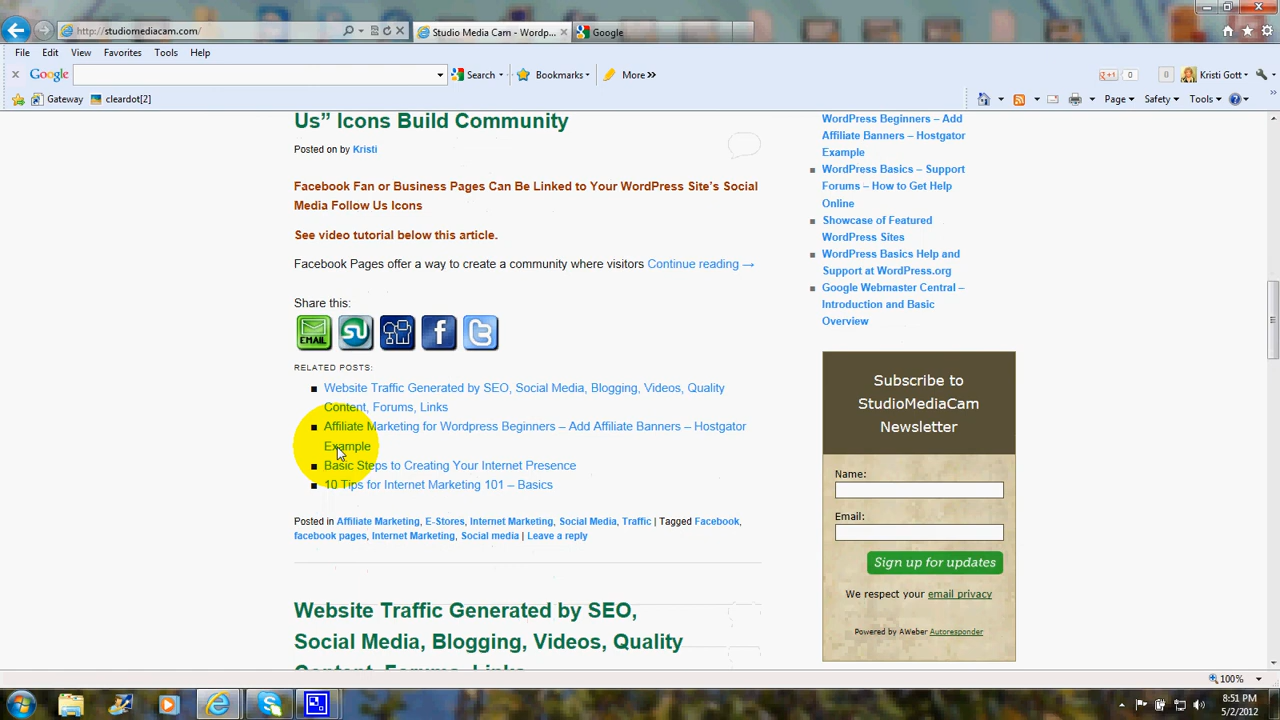 http://studiomediacam.com/
Studio Media Cam - Wordp...
Google
File Edit View Favorites Tools Help
Google
Search
Bookmarks
More »
+1
0
0
Kristi Gott
Gateway
cleardot[2]
Page
Safety
Tools
Us” Icons Build Community
Posted on by Kristi
Facebook Fan or Business Pages Can Be Linked to Your WordPress Site’s Social
Media Follow Us Icons
See video tutorial below this article.
Facebook Pages offer a way to create a community where visitors Continue reading →
Share this:
EMAIL
RELATED POSTS:
Website Traffic Generated by SEO, Social Media, Blogging, Videos, Quality
Content, Forums, Links
Affiliate Marketing for Wordpress Beginners – Add Affiliate Banners – Hostgator
Example
Basic Steps to Creating Your Internet Presence
10 Tips for Internet Marketing 101 – Basics
Posted in Affiliate Marketing, E-Stores, Internet Marketing, Social Media, Traffic | Tagged Facebook,
facebook pages, Internet Marketing, Social media | Leave a reply
Website Traffic Generated by SEO,
Social Media, Blogging, Videos, Quality
Content, Forums, Links
WordPress Beginners – Add
Affiliate Banners – Hostgator
Example
WordPress Basics – Support
Forums – How to Get Help
Online
Showcase of Featured
WordPress Sites
WordPress Basics Help and
Support at WordPress.org
Google Webmaster Central –
Introduction and Basic
Overview
Subscribe to
StudioMediaCam
Newsletter
Name:
Email:
Sign up for updates
We respect your email privacy
Powered by AWeber Autoresponder
100%
8:51 PM
5/2/2012